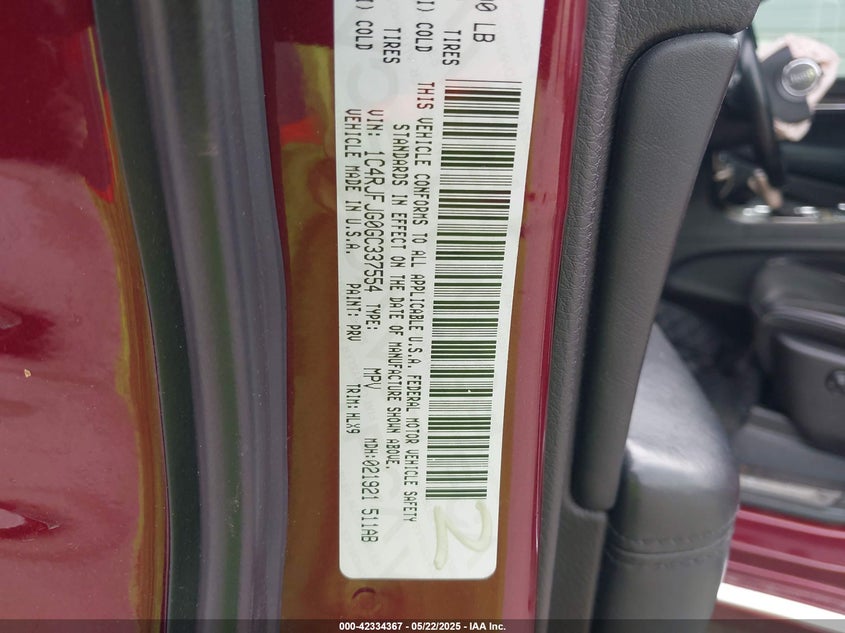 00 LB
TIRES
I) COLD
TIRES
I) COLD
THIS VEHICLE CONFORMS TO ALL APPLICABLE U.S.A. FEDERAL MOTOR VEHICLE SAFETY
STANDARDS IN EFFECT ON THE DATE OF MANUFACTURE SHOWN ABOVE.
VIN: 1C4RJFJG0GC337554 TYPE: MPV MDH:021921 511AB
VEHICLE MADE IN U.S.A. PAINT: PRV TRIM:HLX9
2
000-42334367 - 05/22/2025 - IAA Inc.